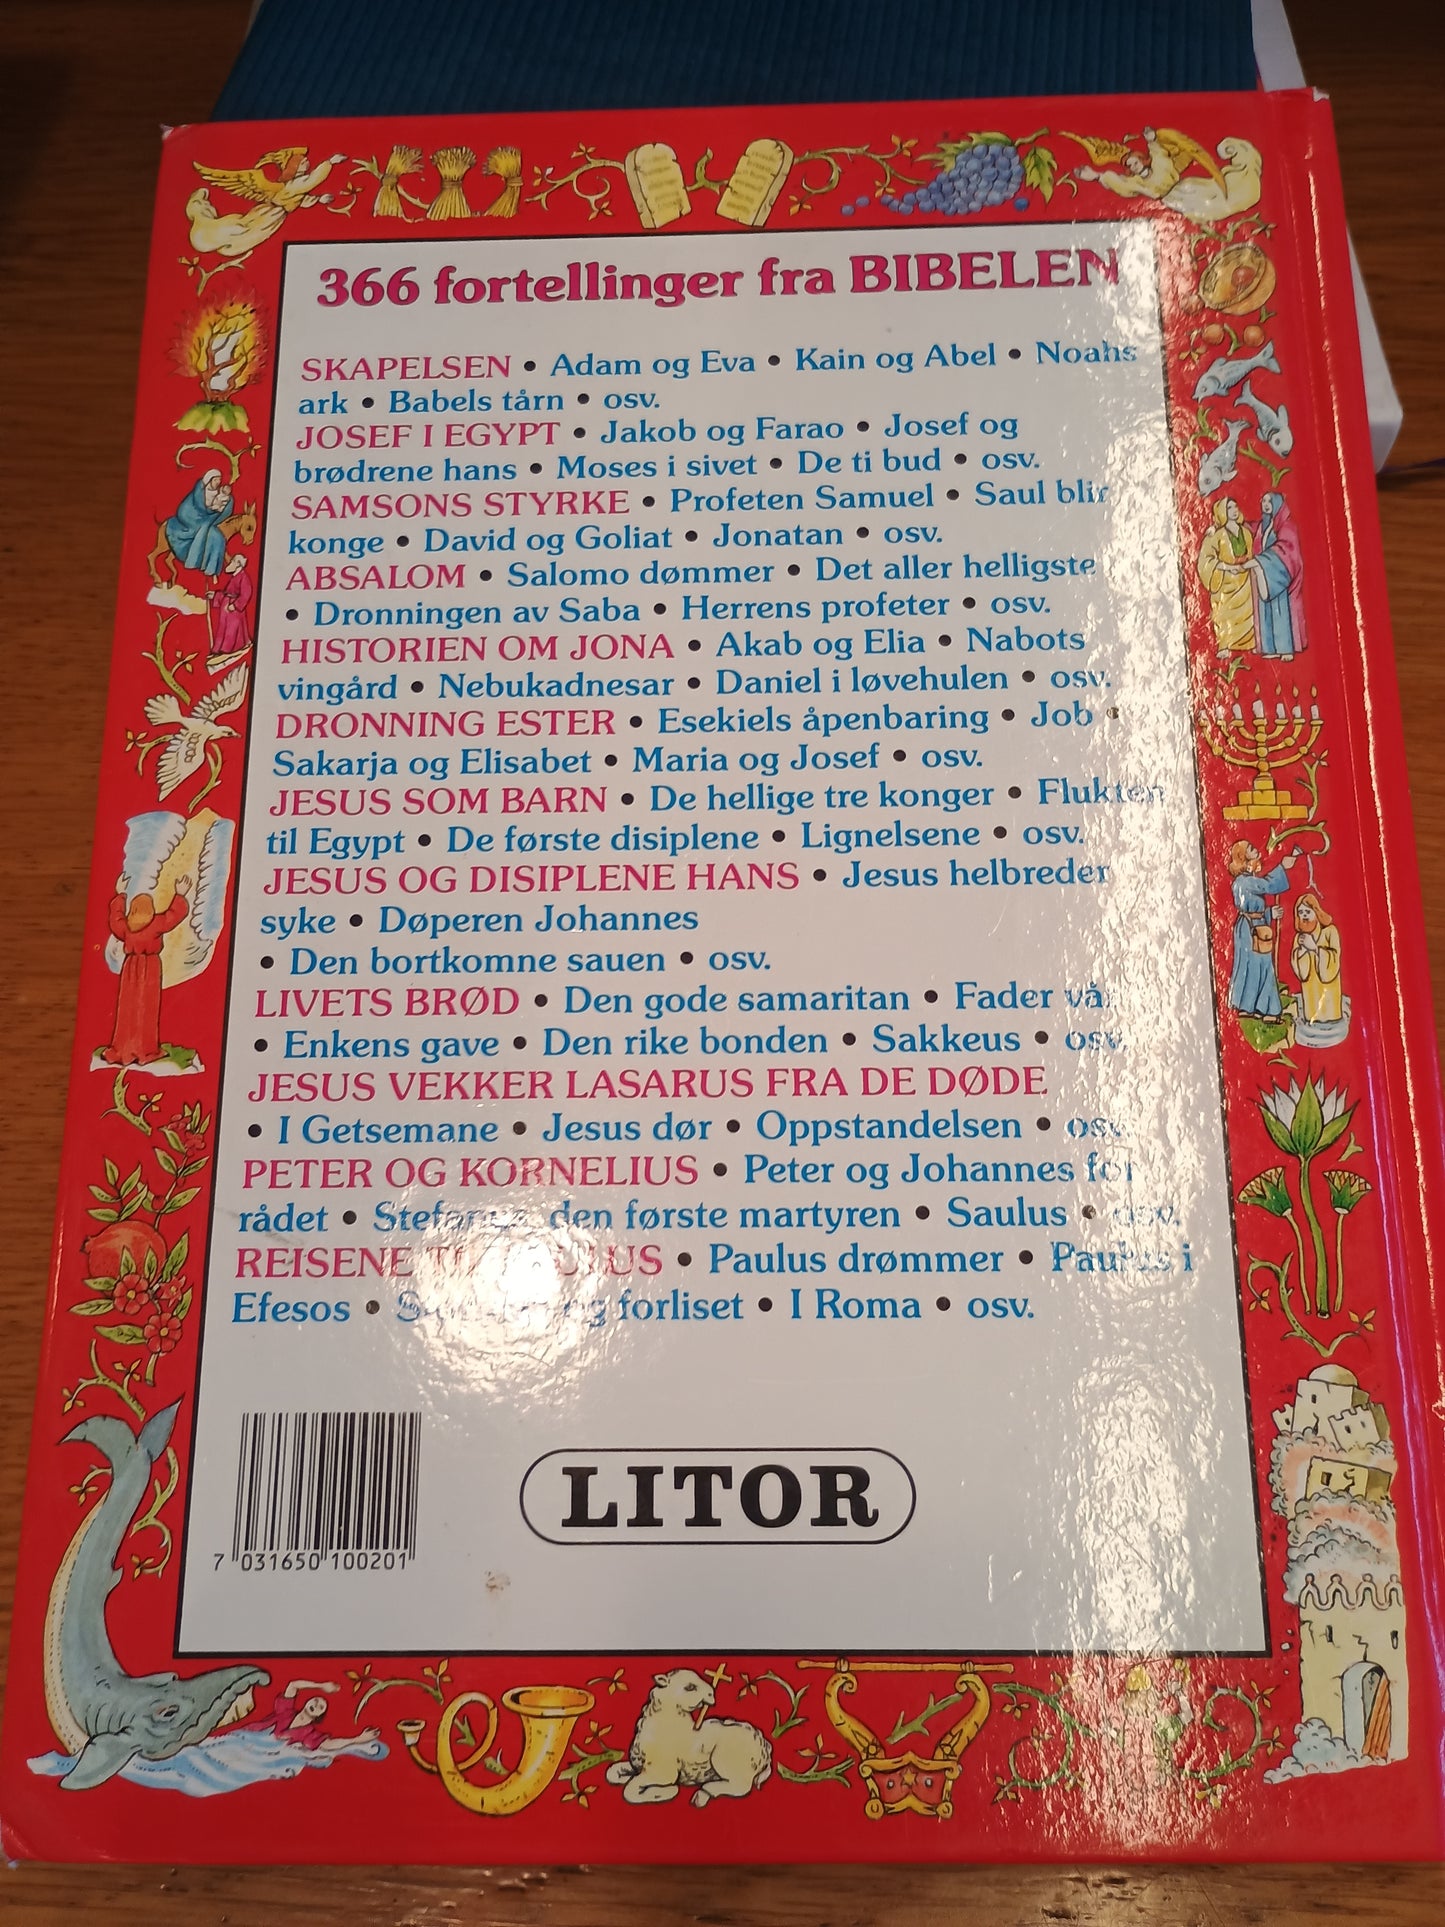 366 fortellinger fra BIBELEN
SKAPELSEN • Adam og Eva • Kain og Abel • Noahs
ark • Babels tårn • osv.
JOSEF I EGYPT • Jakob og Farao • Josef og
brødrene hans • Moses i sivet • De ti bud • osv.
SAMSONS STYRKE • Profeten Samuel • Saul blir
konge • David og Goliat • Jonatan • osv.
ABSALOM • Salomo dømmer • Det aller helligste
• Dronningen av Saba • Herrens profeter • osv.
HISTORIEN OM JONA • Akab og Elia • Nabots
vingård • Nebukadnesar • Daniel i løvehulen • osv.
DRONNING ESTER • Esekiels åpenbaring • Job •
Sakarja og Elisabet • Maria og Josef • osv.
JESUS SOM BARN • De hellige tre konger • Flukten
til Egypt • De første disiplene • Lignelsene • osv.
JESUS OG DISIPLENE HANS • Jesus helbreder
syke • Døperen Johannes
• Den bortkomne sauen • osv.
LIVETS BRØD • Den gode samaritan • Fader vår
• Enkens gave • Den rike bonden • Sakkeus • osv.
JESUS VEKKER LASARUS FRA DE DØDE
• I Getsemane • Jesus dør • Oppstandelsen • osv.
PETER OG KORNELIUS • Peter og Johannes for
rådet • Stefanus, den første martyren • Saulus • osv.
REISENE TIL PAULUS • Paulus drømmer • Paulus i
Efesos • og forliset • I Roma • osv.
LITOR
7 031650 100201